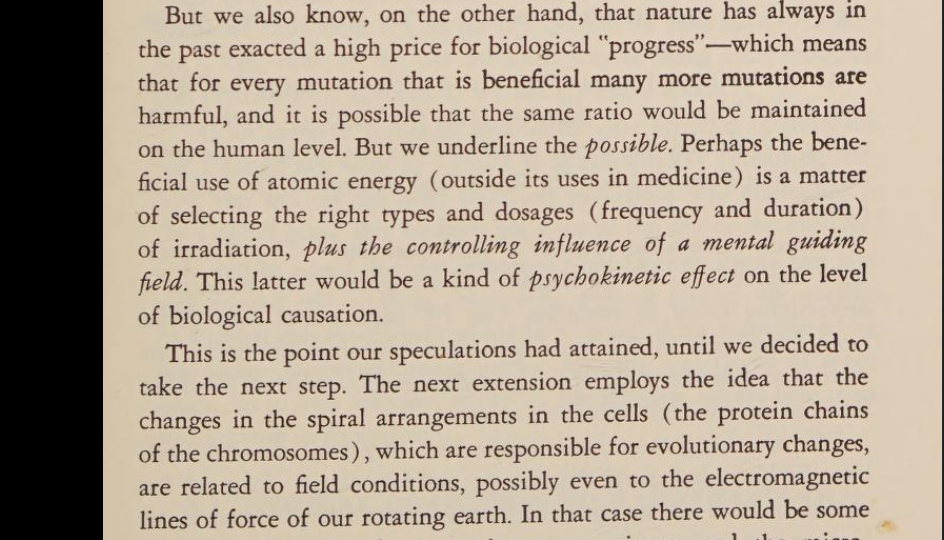 But we also know, on the other hand, that nature has always in
the past exacted a high price for biological "progress"—which means
that for every mutation that is beneficial many more mutations are
harmful, and it is possible that the same ratio would be maintained
on the human level. But we underline the possible. Perhaps the bene-
ficial use of atomic energy (outside its uses in medicine) is a matter
of selecting the right types and dosages (frequency and duration)
of irradiation, plus the controlling influence of a mental guiding
field. This latter would be a kind of psychokinetic effect on the level
of biological causation.
This is the point our speculations had attained, until we decided to
take the next step. The next extension employs the idea that the
changes in the spiral arrangements in the cells (the protein chains
of the chromosomes), which are responsible for evolutionary changes,
are related to field conditions, possibly even to the electromagnetic
lines of force of our rotating earth. In that case there would be some
the micro-